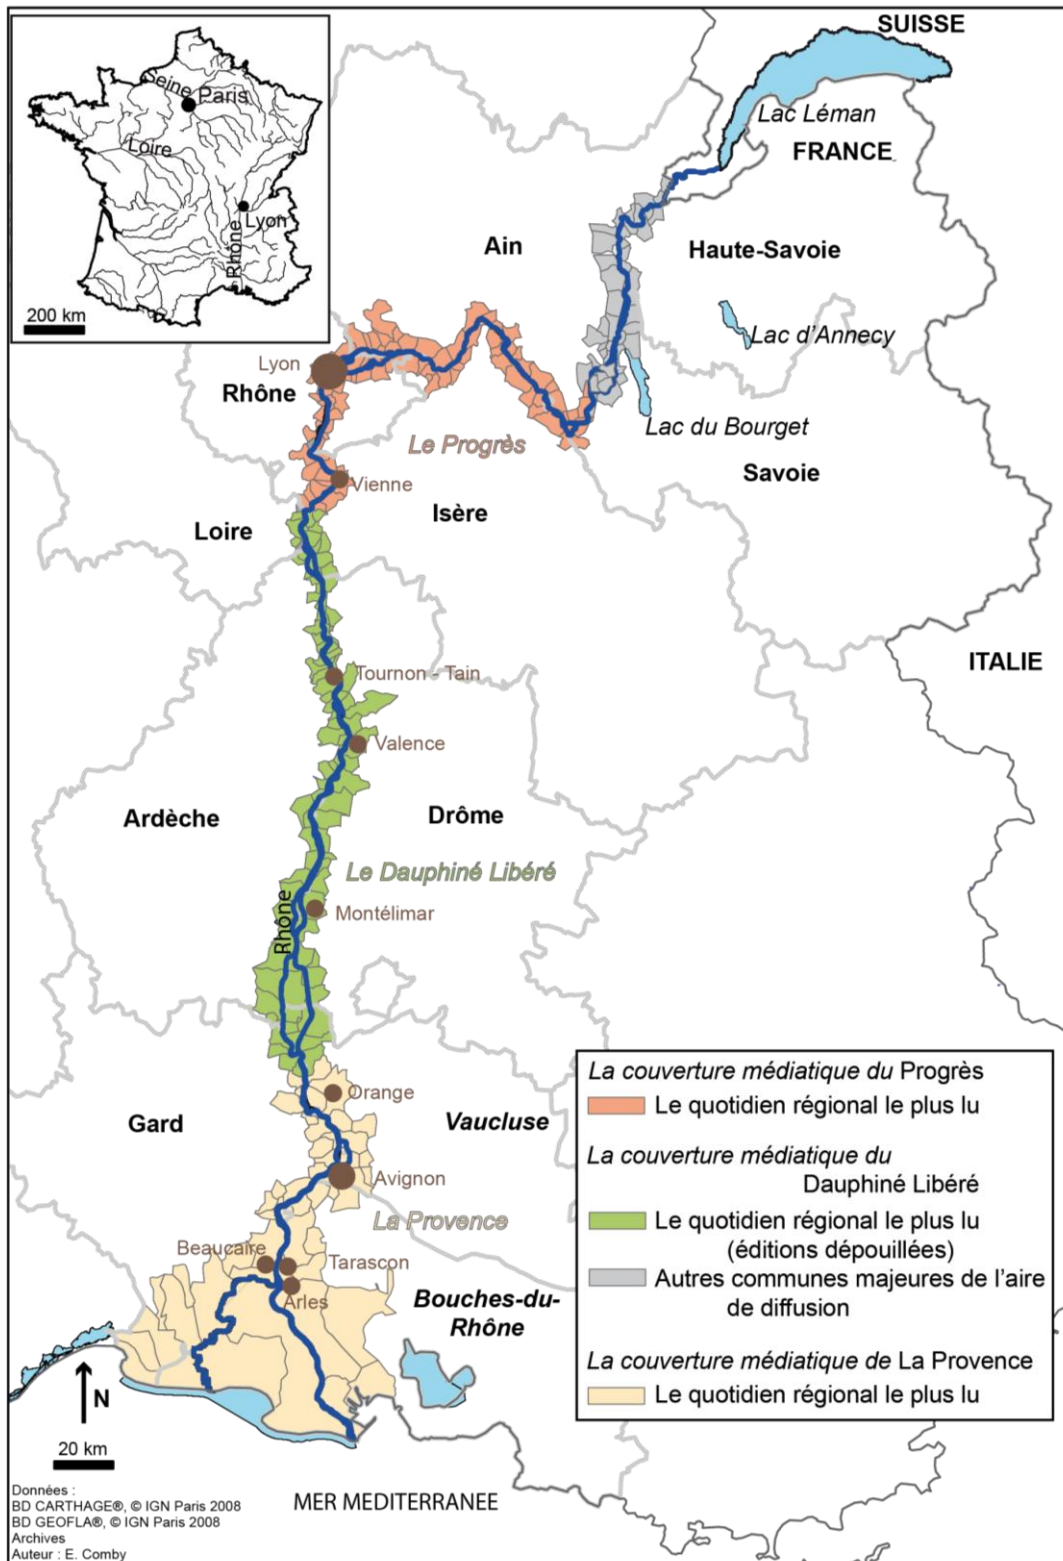 Seine
Paris
Loire
Lyon
Rhône
200 km
SUISSE
Lac Léman
FRANCE
Ain
Haute-Savoie
Lac d'Annecy
Lyon
Rhône
Lac du Bourget
Le Progrès
Savoie
Vienne
Isère
Loire
ITALIE
Tournon - Tain
Valence
Ardèche
Drôme
Le Dauphiné Libéré
Rhône
Montélimar
Orange
Gard
Vaucluse
Avignon
La Provence
Beaucaire
Tarascon
Arles
Bouches-du-
Rhône
La couverture médiatique du Progrès
Le quotidien régional le plus lu
La couverture médiatique du
Dauphiné Libéré
Le quotidien régional le plus lu
(éditions dépouillées)
Autres communes majeures de l'aire
de diffusion
La couverture médiatique de La Provence
Le quotidien régional le plus lu
N
20 km
MER MEDITERRANEE
Données :
BD CARTHAGE®, © IGN Paris 2008
BD GEOFLA®, © IGN Paris 2008
Archives
Auteur : E. Comby